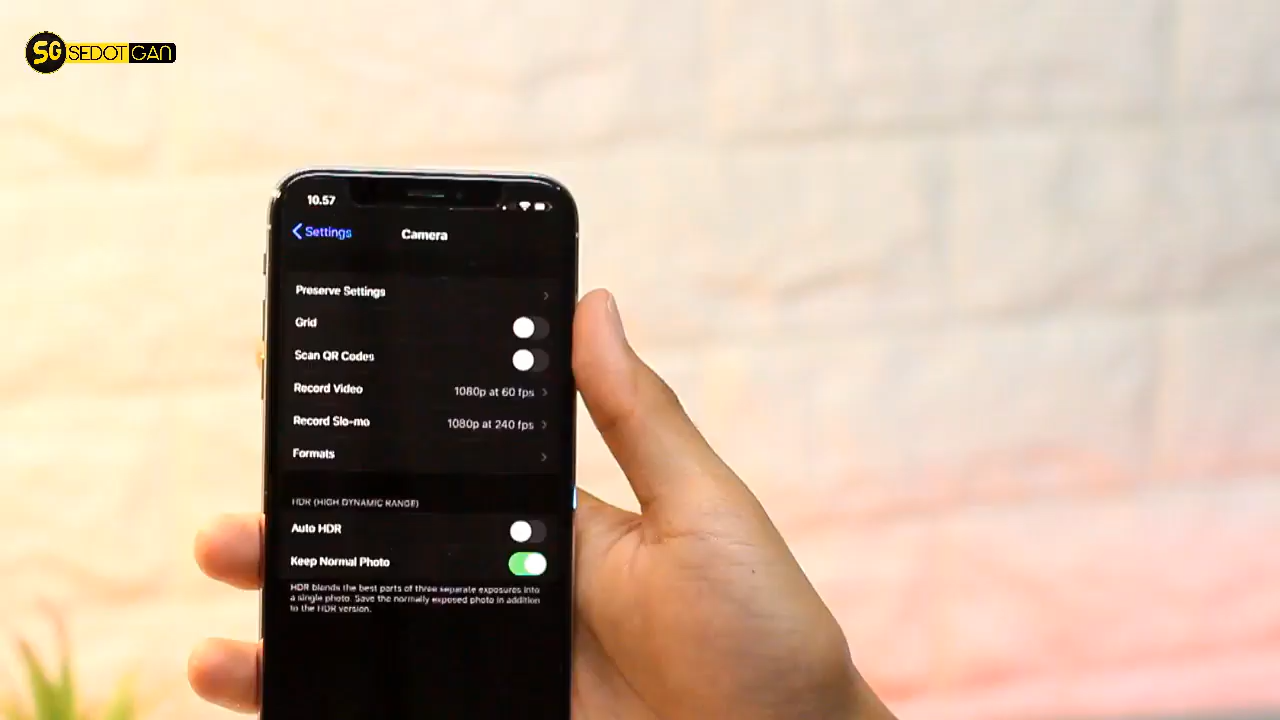 SG SEDOT GAN
10.57
Settings
Camera
Preserve Settings
Grid
Scan QR Codes
Record Video 1080p at 60 fps
Record Slo-mo 1080p at 240 fps
Formats
HDR (HIGH DYNAMIC RANGE)
Auto HDR
Keep Normal Photo
HDR blends the best parts of three separate exposures into
a single photo. Save the normally exposed photo in addition
to the HDR version.